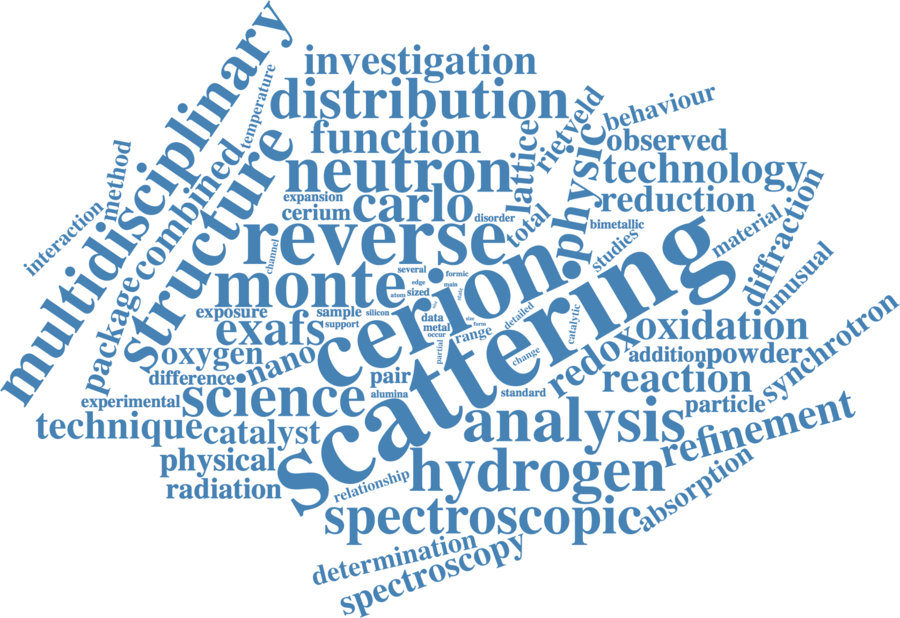 multidisciplinary
investigation
distribution
temperature
function
neutron
lattice
rietveld
behaviour
observed
physic
technology
reduction
method
combined
structure
expansion
cerium
carlo
disorder
total
bimetallic
interaction
reverse
channel
studies
material
diffraction
unusual
package
monte
several
formic
edge
main
atom
sized
state
cerion
scattering
exposure
sample
silicon
support
exafs
data
metal
occur
size
form
detailed
catalytic
range
partial
change
redox
oxidation
oxygen
nano
addition
powder
synchrotron
difference
pair
reaction
experimental
science
alumina
standard
particle
technique
catalyst
analysis
refinement
physical
hydrogen
radiation
relationship
absorption
spectroscopic
determination
spectroscopy